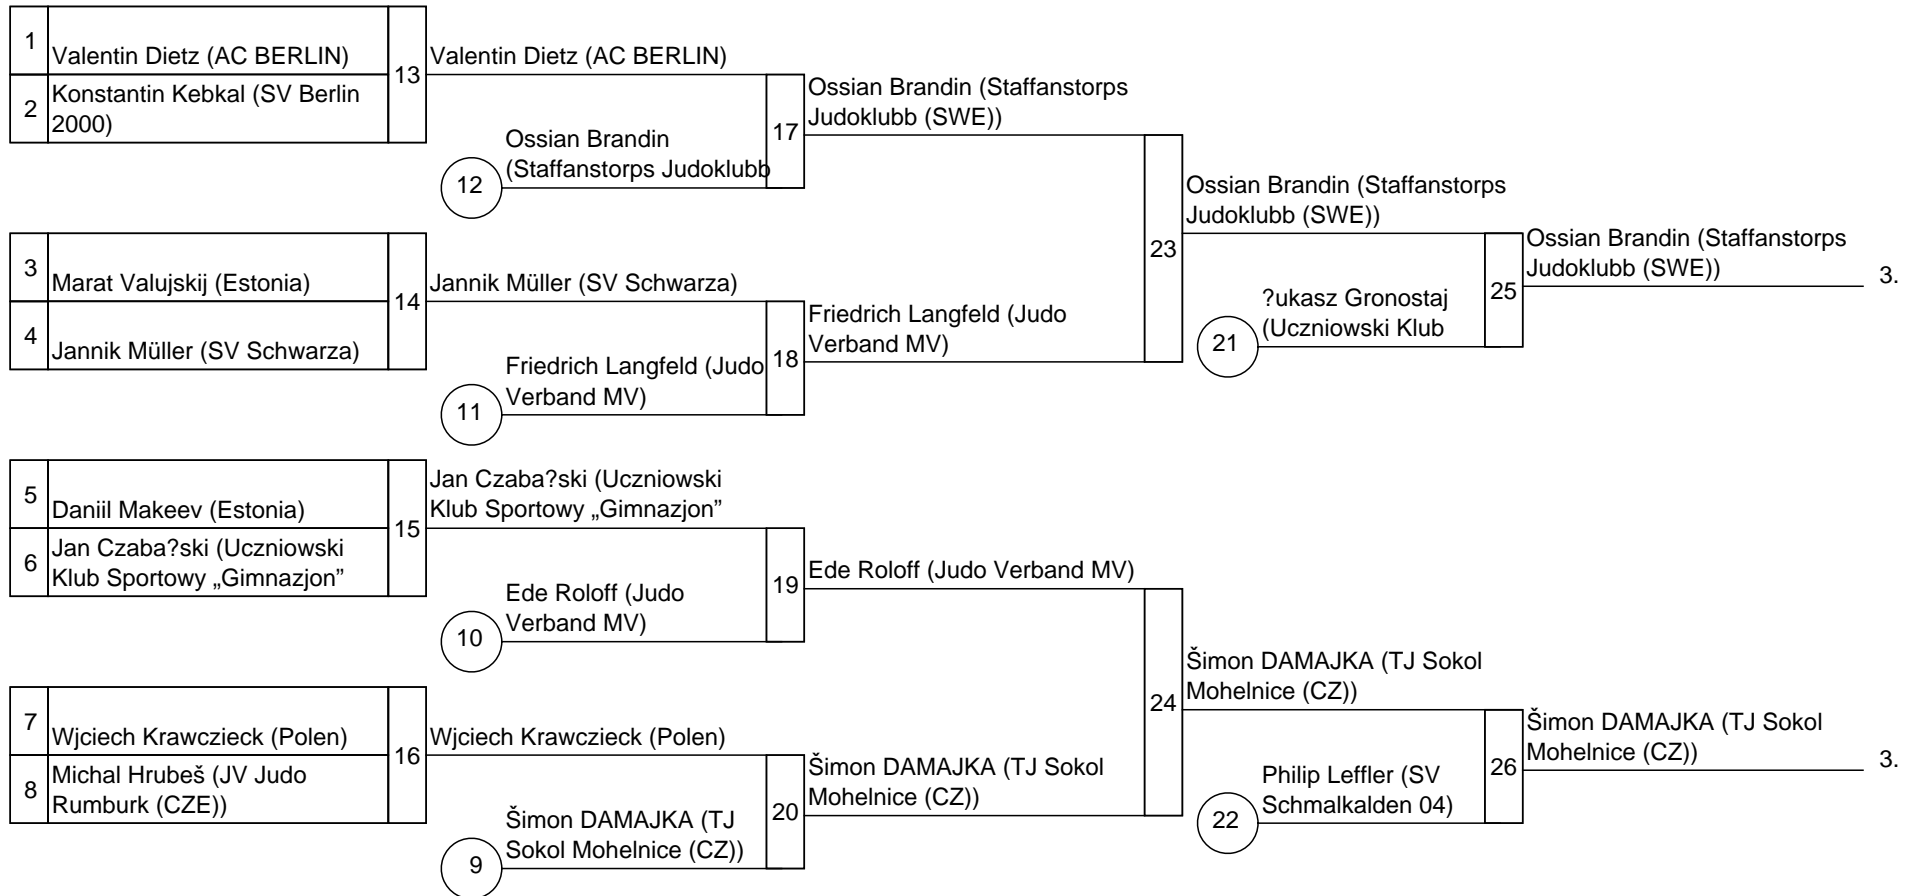 1
Valentin Dietz (AC BERLIN)
2
Konstantin Kebkal (SV Berlin
2000)
13
Valentin Dietz (AC BERLIN)
12
Ossian Brandin
(Staffanstorps Judoklubb
17
Ossian Brandin (Staffanstorps
Judoklubb (SWE))
3
Marat Valujskij (Estonia)
4
Jannik Müller (SV Schwarza)
14
Jannik Müller (SV Schwarza)
11
Friedrich Langfeld (Judo
Verband MV)
18
Friedrich Langfeld (Judo
Verband MV)
23
Ossian Brandin (Staffanstorps
Judoklubb (SWE))
21
?ukasz Gronostaj
(Uczniowski Klub
25
Ossian Brandin (Staffanstorps
Judoklubb (SWE))
3.
5
Daniil Makeev (Estonia)
6
Jan Czaba?ski (Uczniowski
Klub Sportowy „Gimnazjon”
15
Jan Czaba?ski (Uczniowski
Klub Sportowy „Gimnazjon”
10
Ede Roloff (Judo
Verband MV)
19
Ede Roloff (Judo Verband MV)
7
Wjciech Krawczieck (Polen)
8
Michal Hrubeš (JV Judo
Rumburk (CZE))
16
Wjciech Krawczieck (Polen)
9
Šimon DAMAJKA (TJ
Sokol Mohelnice (CZ))
20
Šimon DAMAJKA (TJ Sokol
Mohelnice (CZ))
24
Šimon DAMAJKA (TJ Sokol
Mohelnice (CZ))
22
Philip Leffler (SV
Schmalkalden 04)
26
Šimon DAMAJKA (TJ Sokol
Mohelnice (CZ))
3.